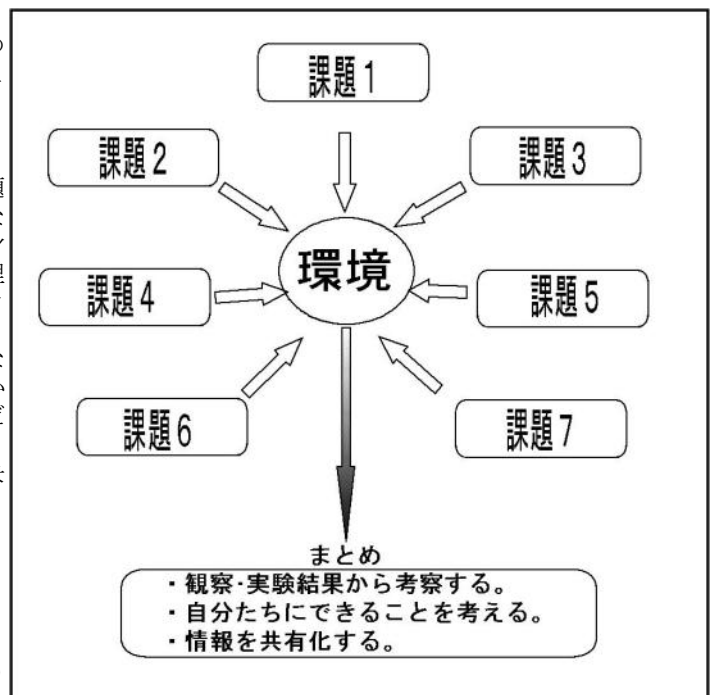 課題1
課題2
課題3
環境
課題4
課題5
課題6
課題7
まとめ
・観察・実験結果から考察する。
・自分たちにできることを考える。
・情報を共有化する。